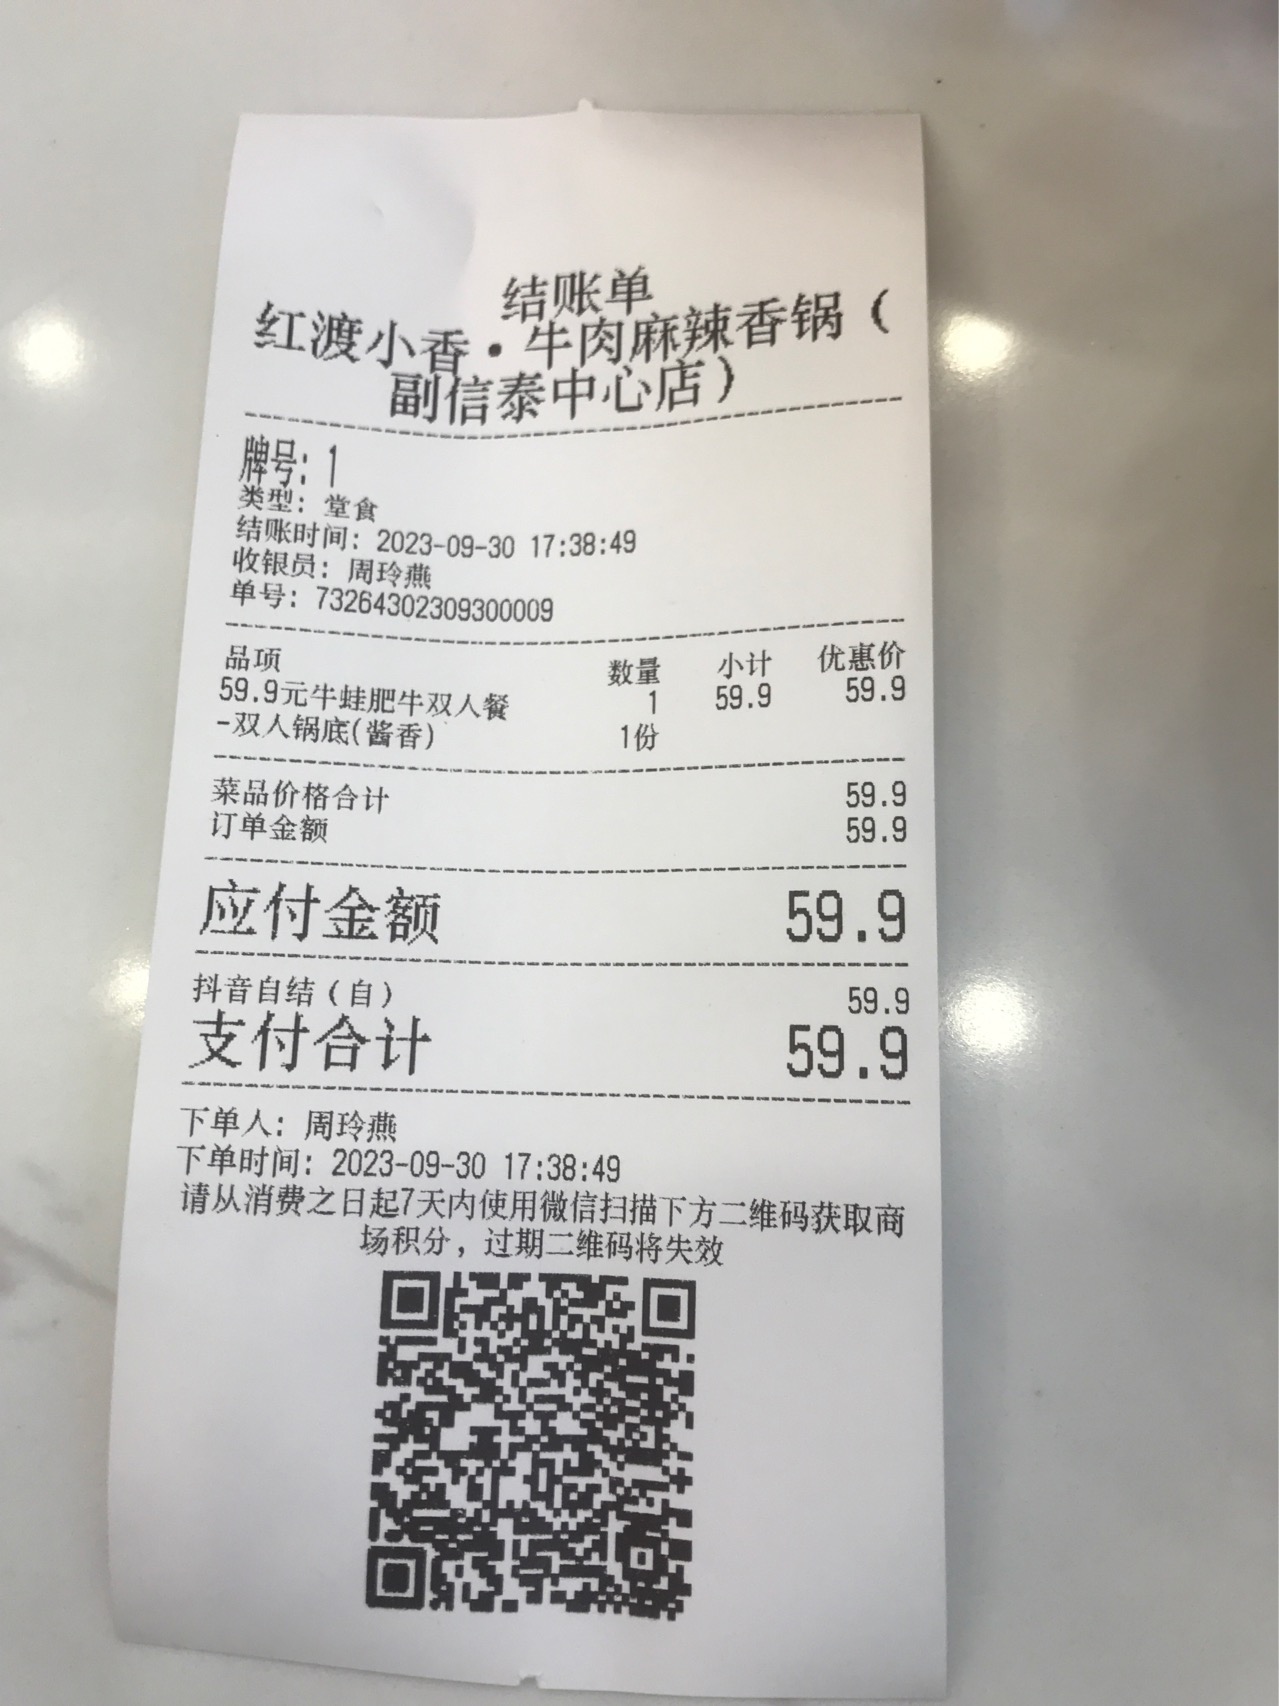 结账单
红渡小香·牛肉麻辣香锅（
副信泰中心店）
牌号: 1
类型: 堂食
结账时间: 2023-09-30 17:38:49
收银员: 周玲燕
单号: 73264302309300009
品项 数量 小计 优惠价
59.9元牛蛙肥牛双人餐 1 59.9 59.9
-双人锅底(酱香) 1份
菜品价格合计 59.9
订单金额 59.9
应付金额 59.9
抖音自结(自) 59.9
支付合计 59.9
下单人: 周玲燕
下单时间: 2023-09-30 17:38:49
请从消费之日起7天内使用微信扫描下方二维码获取商
场积分，过期二维码将失效